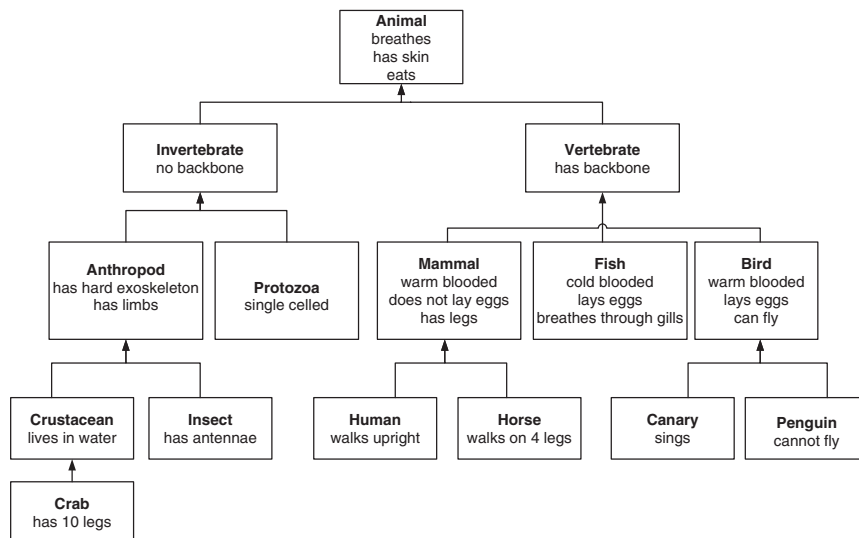 Animal
breathes
has skin
eats
Invertebrate
no backbone
Vertebrate
has backbone
Anthropod
has hard exoskeleton
has limbs
Protozoa
single celled
Mammal
warm blooded
does not lay eggs
has legs
Fish
cold blooded
lays eggs
breathes through gills
Bird
warm blooded
lays eggs
can fly
Crustacean
lives in water
Insect
has antennae
Human
walks upright
Horse
walks on 4 legs
Canary
sings
Penguin
cannot fly
Crab
has 10 legs